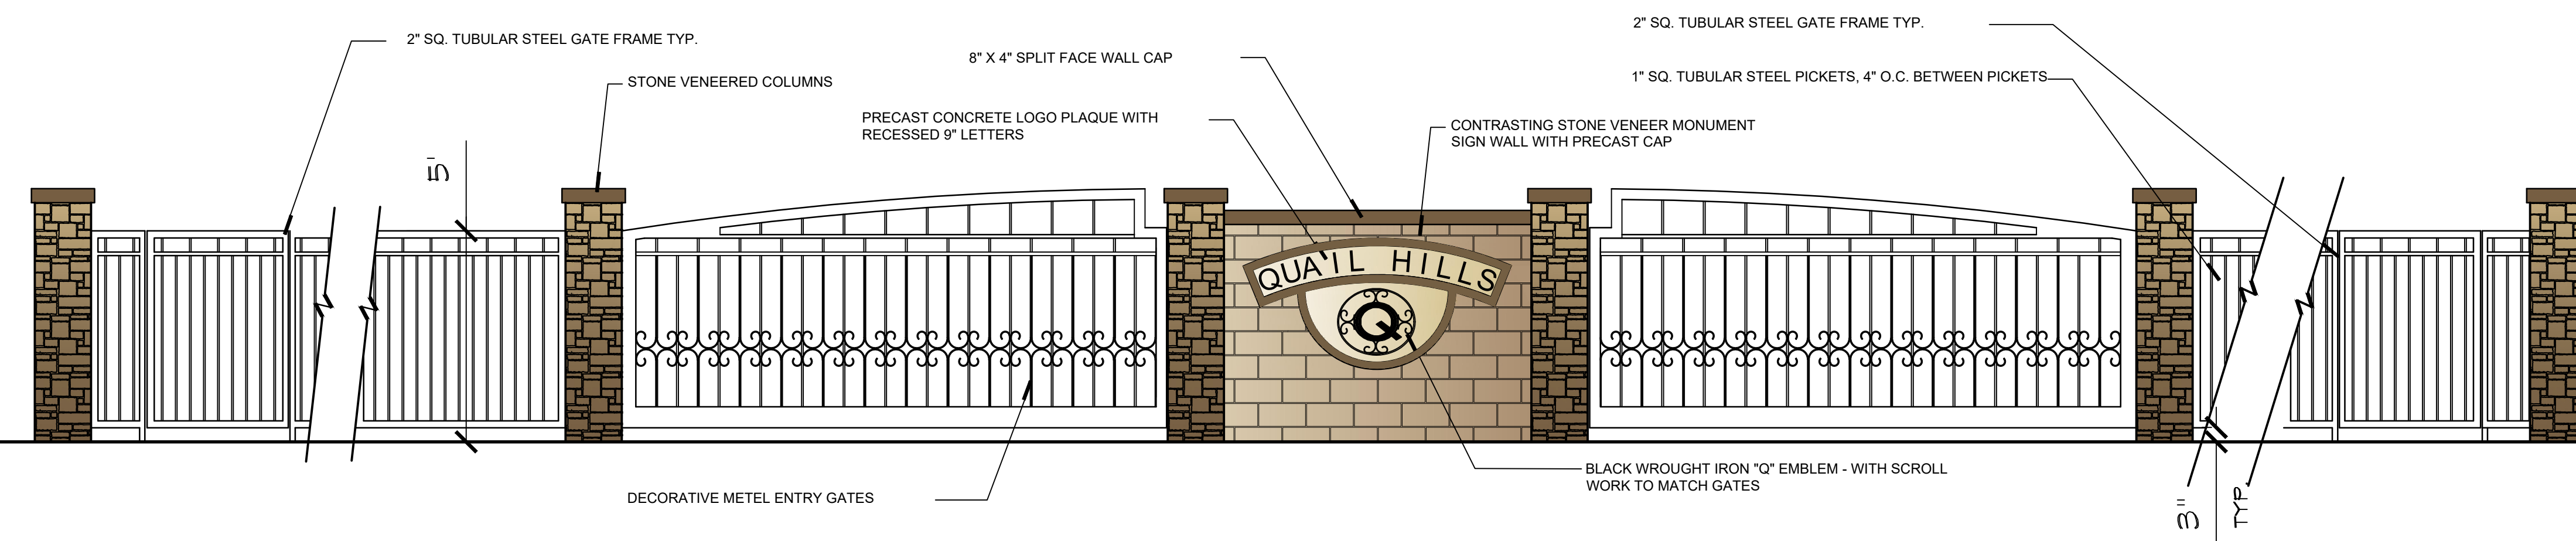 2" SQ. TUBULAR STEEL GATE FRAME TYP.
STONE VENEERED COLUMNS
8" X 4" SPLIT FACE WALL CAP
PRECAST CONCRETE LOGO PLAQUE WITH
RECESSED 9" LETTERS
CONTRASTING STONE VENEER MONUMENT
SIGN WALL WITH PRECAST CAP
2" SQ. TUBULAR STEEL GATE FRAME TYP.
1" SQ. TUBULAR STEEL PICKETS, 4" O.C. BETWEEN PICKETS
5'
QUAIL HILLS
Q
DECORATIVE METEL ENTRY GATES
BLACK WROUGHT IRON "Q" EMBLEM - WITH SCROLL
WORK TO MATCH GATES
3"
TYP.